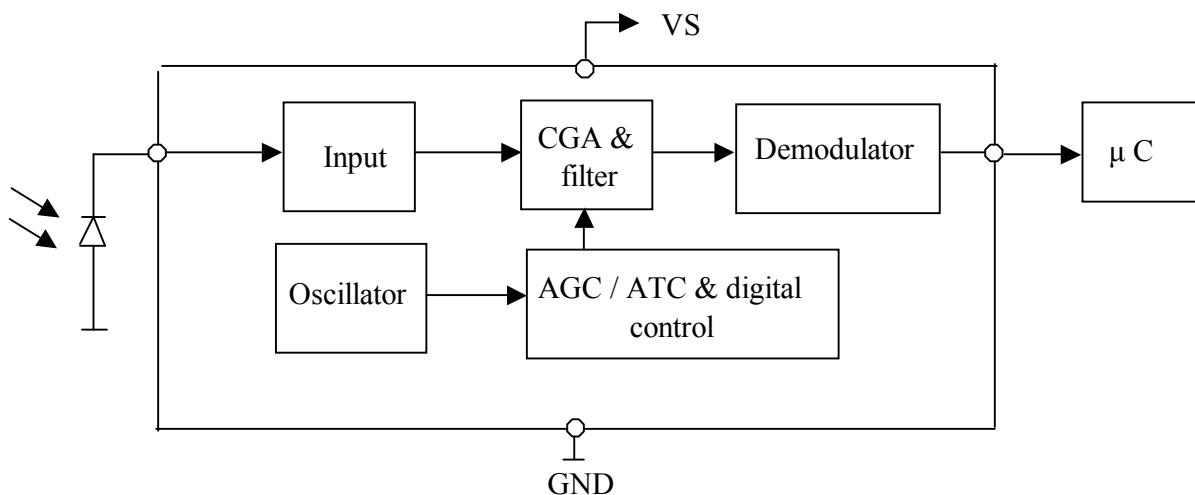 VS
Input
CGA &
filter
Demodulator
μ C
Oscillator
AGC / ATC & digital
control
GND